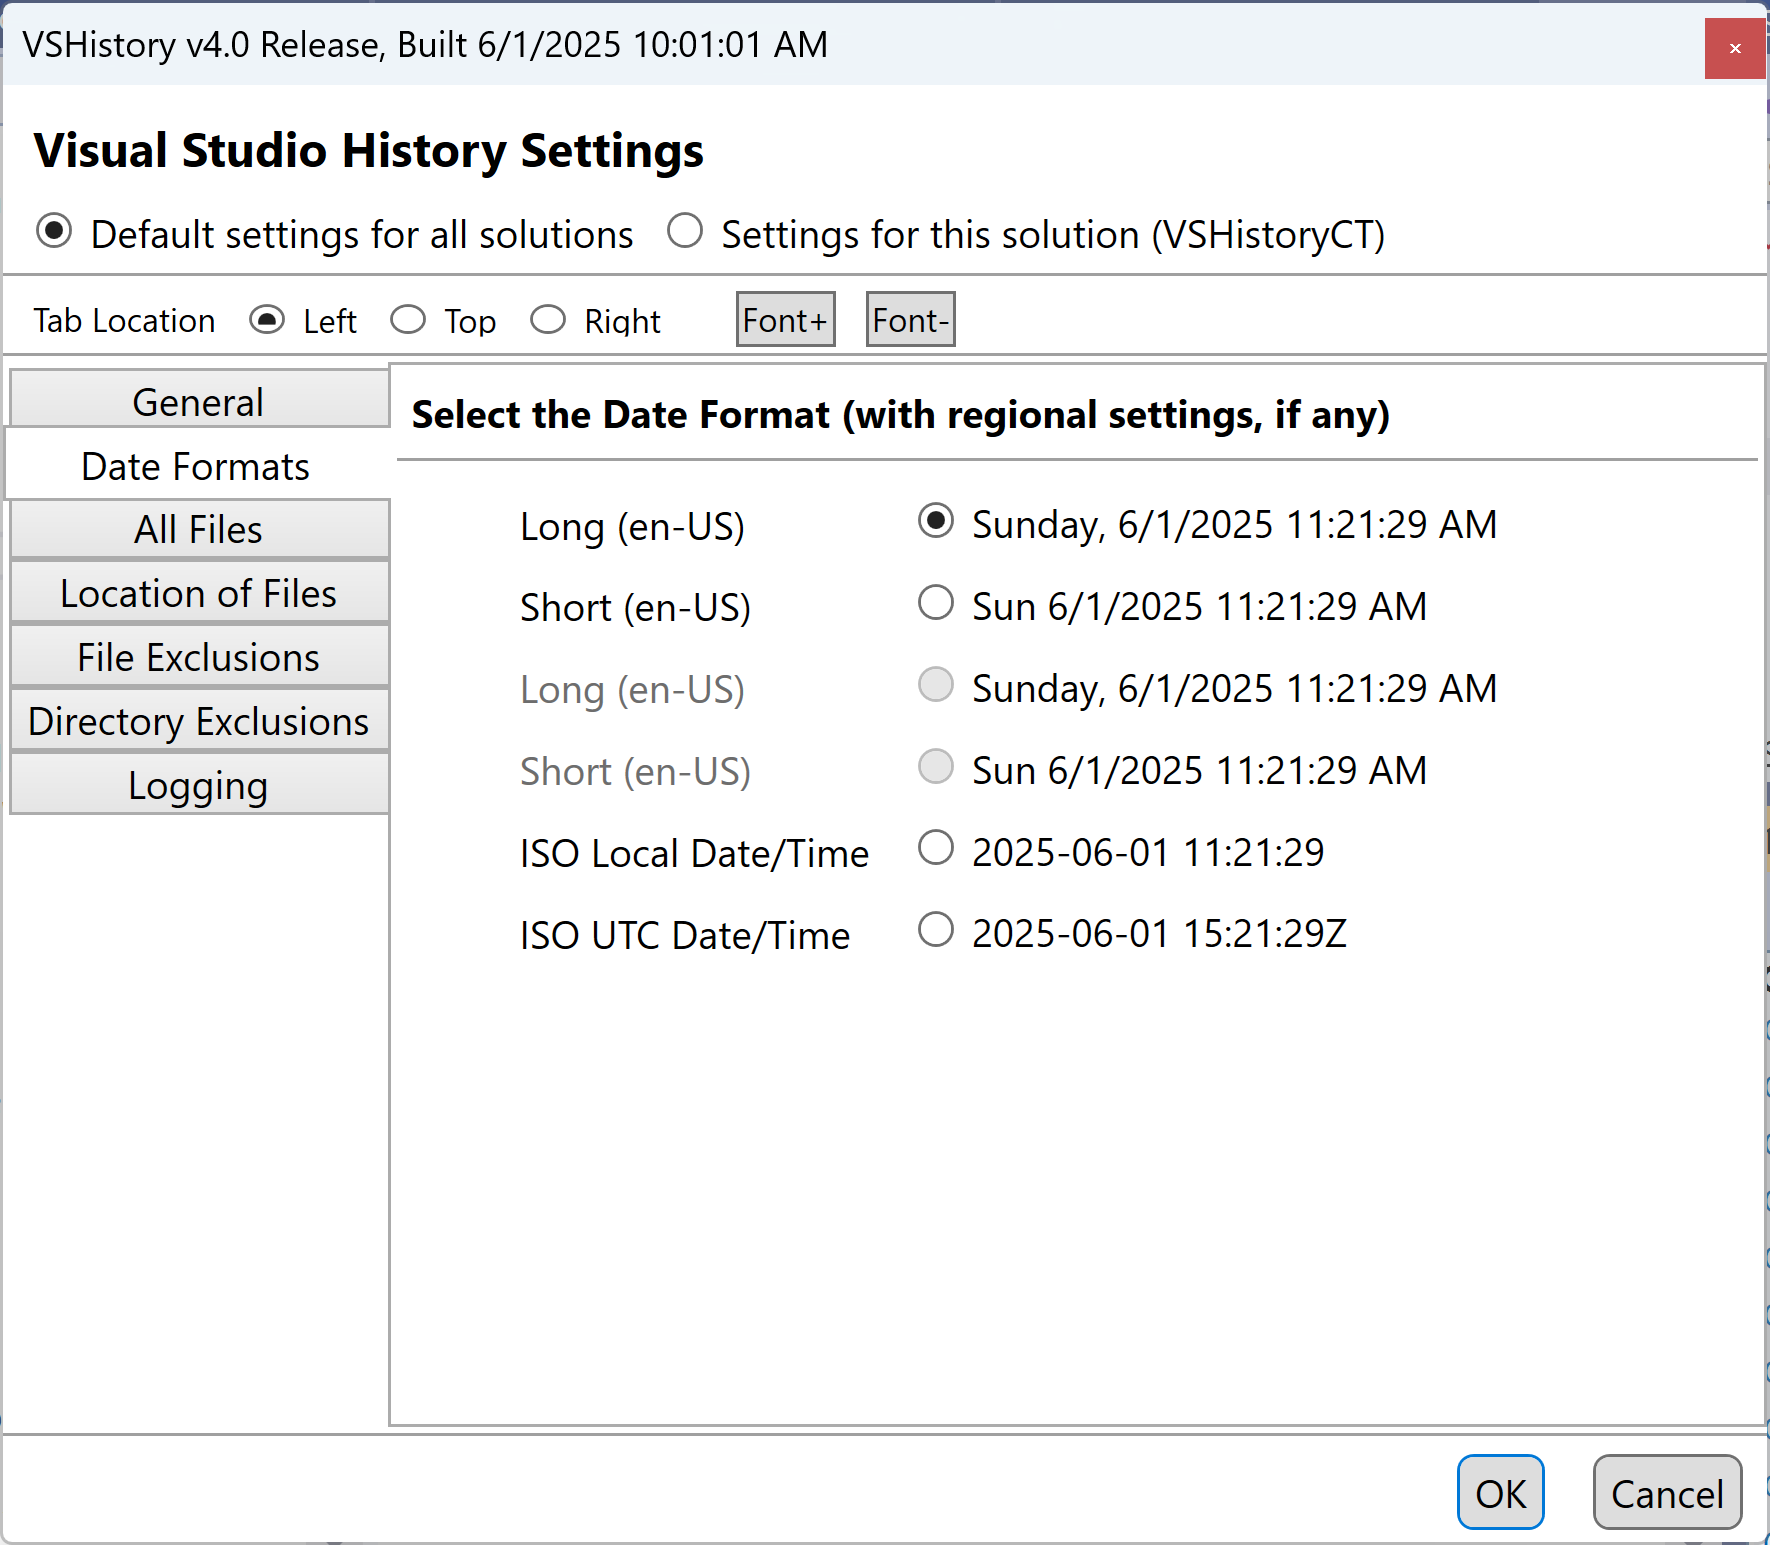 VSHistory v4.0 Release, Built 6/1/2025 10:01:01 AM
Visual Studio History Settings
Default settings for all solutions Settings for this solution (VSHistoryCT)
Tab Location Left Top Right Font+ Font-
General
Date Formats
All Files
Location of Files
File Exclusions
Directory Exclusions
Logging
Select the Date Format (with regional settings, if any)
Long (en-US) Sunday, 6/1/2025 11:21:29 AM
Short (en-US) Sun 6/1/2025 11:21:29 AM
Long (en-US) Sunday, 6/1/2025 11:21:29 AM
Short (en-US) Sun 6/1/2025 11:21:29 AM
ISO Local Date/Time 2025-06-01 11:21:29
ISO UTC Date/Time 2025-06-01 15:21:29Z
OK Cancel